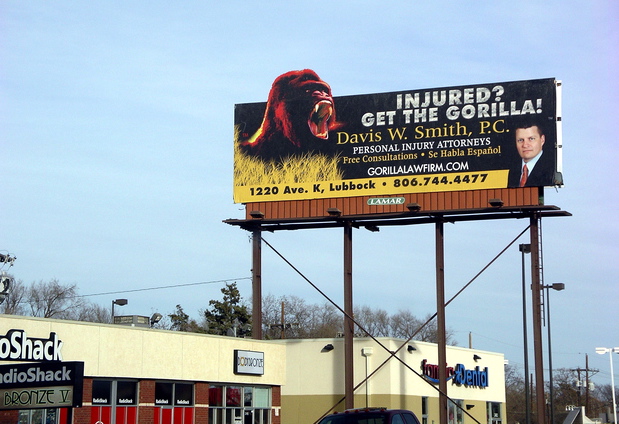 INJURED?
GET THE GORILLA!
Davis W. Smith, P.C.
PERSONAL INJURY ATTORNEYS
Free Consultations • Se Habla Español
GORILLALAWFIRM.COM
1220 Ave. K, Lubbock • 806.744.4477
LAMAR
oShack
adioShack
BRONZE V
BODYBRONZE
Dental